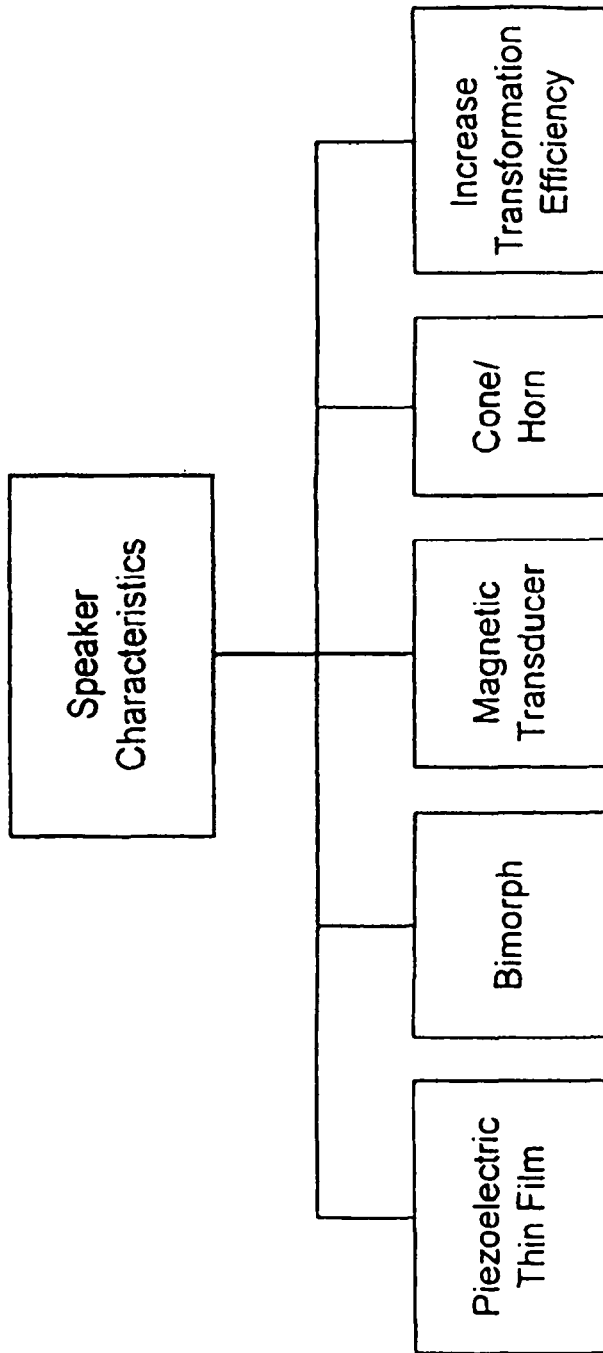 Speaker
Characteristics
Piezoelectric
Thin Film
Bimorph
Magnetic
Transducer
Cone/
Horn
Increase
Transformation
Efficiency